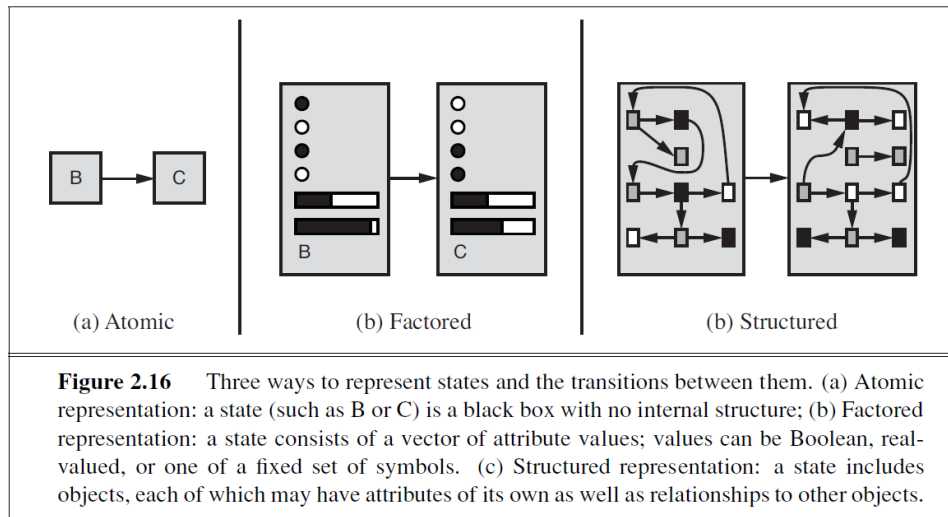 B
C
B
C
(a) Atomic
(b) Factored
(b) Structured
Figure 2.16 Three ways to represent states and the transitions between them. (a) Atomic
representation: a state (such as B or C) is a black box with no internal structure; (b) Factored
representation: a state consists of a vector of attribute values; values can be Boolean, real-
valued, or one of a fixed set of symbols. (c) Structured representation: a state includes
objects, each of which may have attributes of its own as well as relationships to other objects.